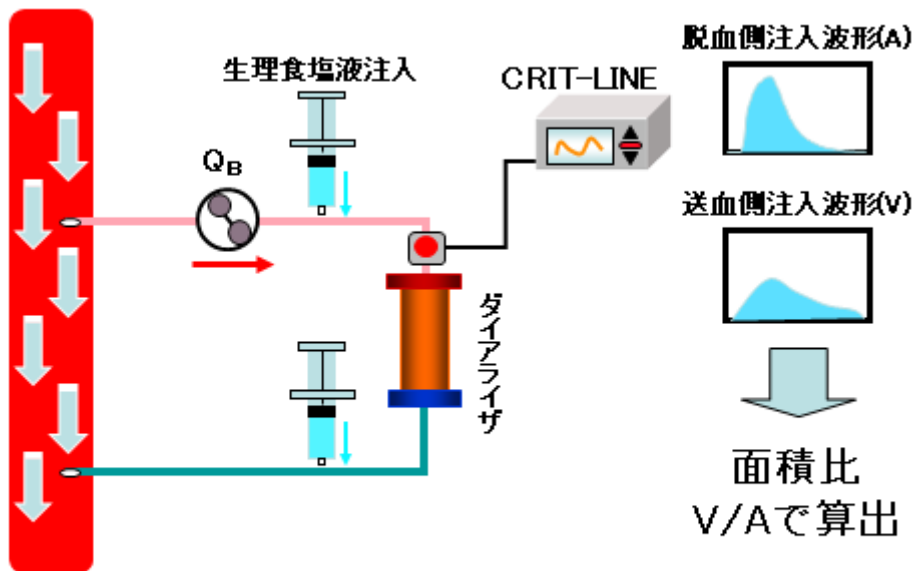 生理食塩液注入
QB
CRIT-LINE
ダイアライザ
脱血側注入波形(A)
送血側注入波形(V)
面積比
V/Aで算出